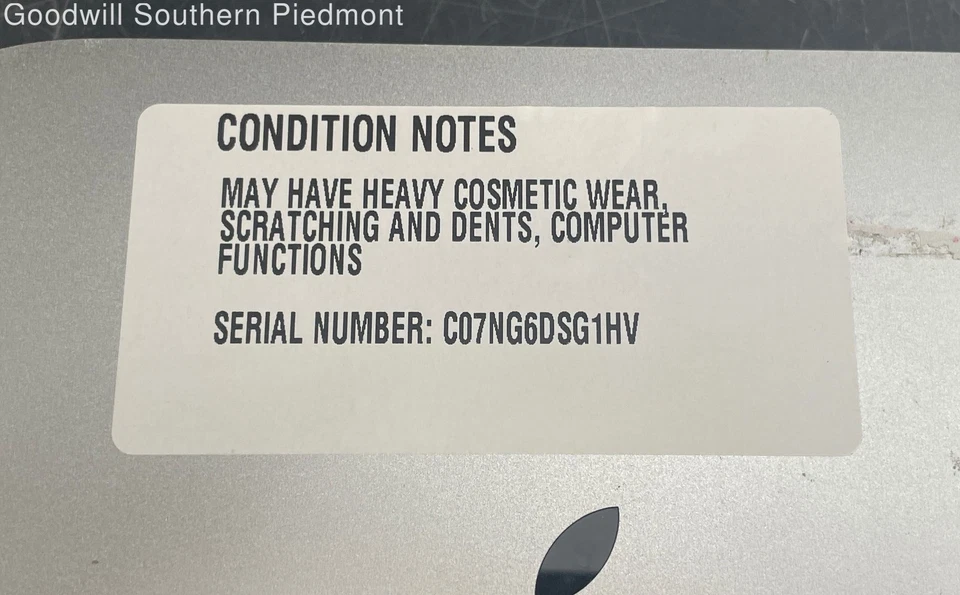 Goodwill Southern Piedmont
CONDITION NOTES
MAY HAVE HEAVY COSMETIC WEAR,
SCRATCHING AND DENTS, COMPUTER
FUNCTIONS
SERIAL NUMBER: C07NG6DSG1HV